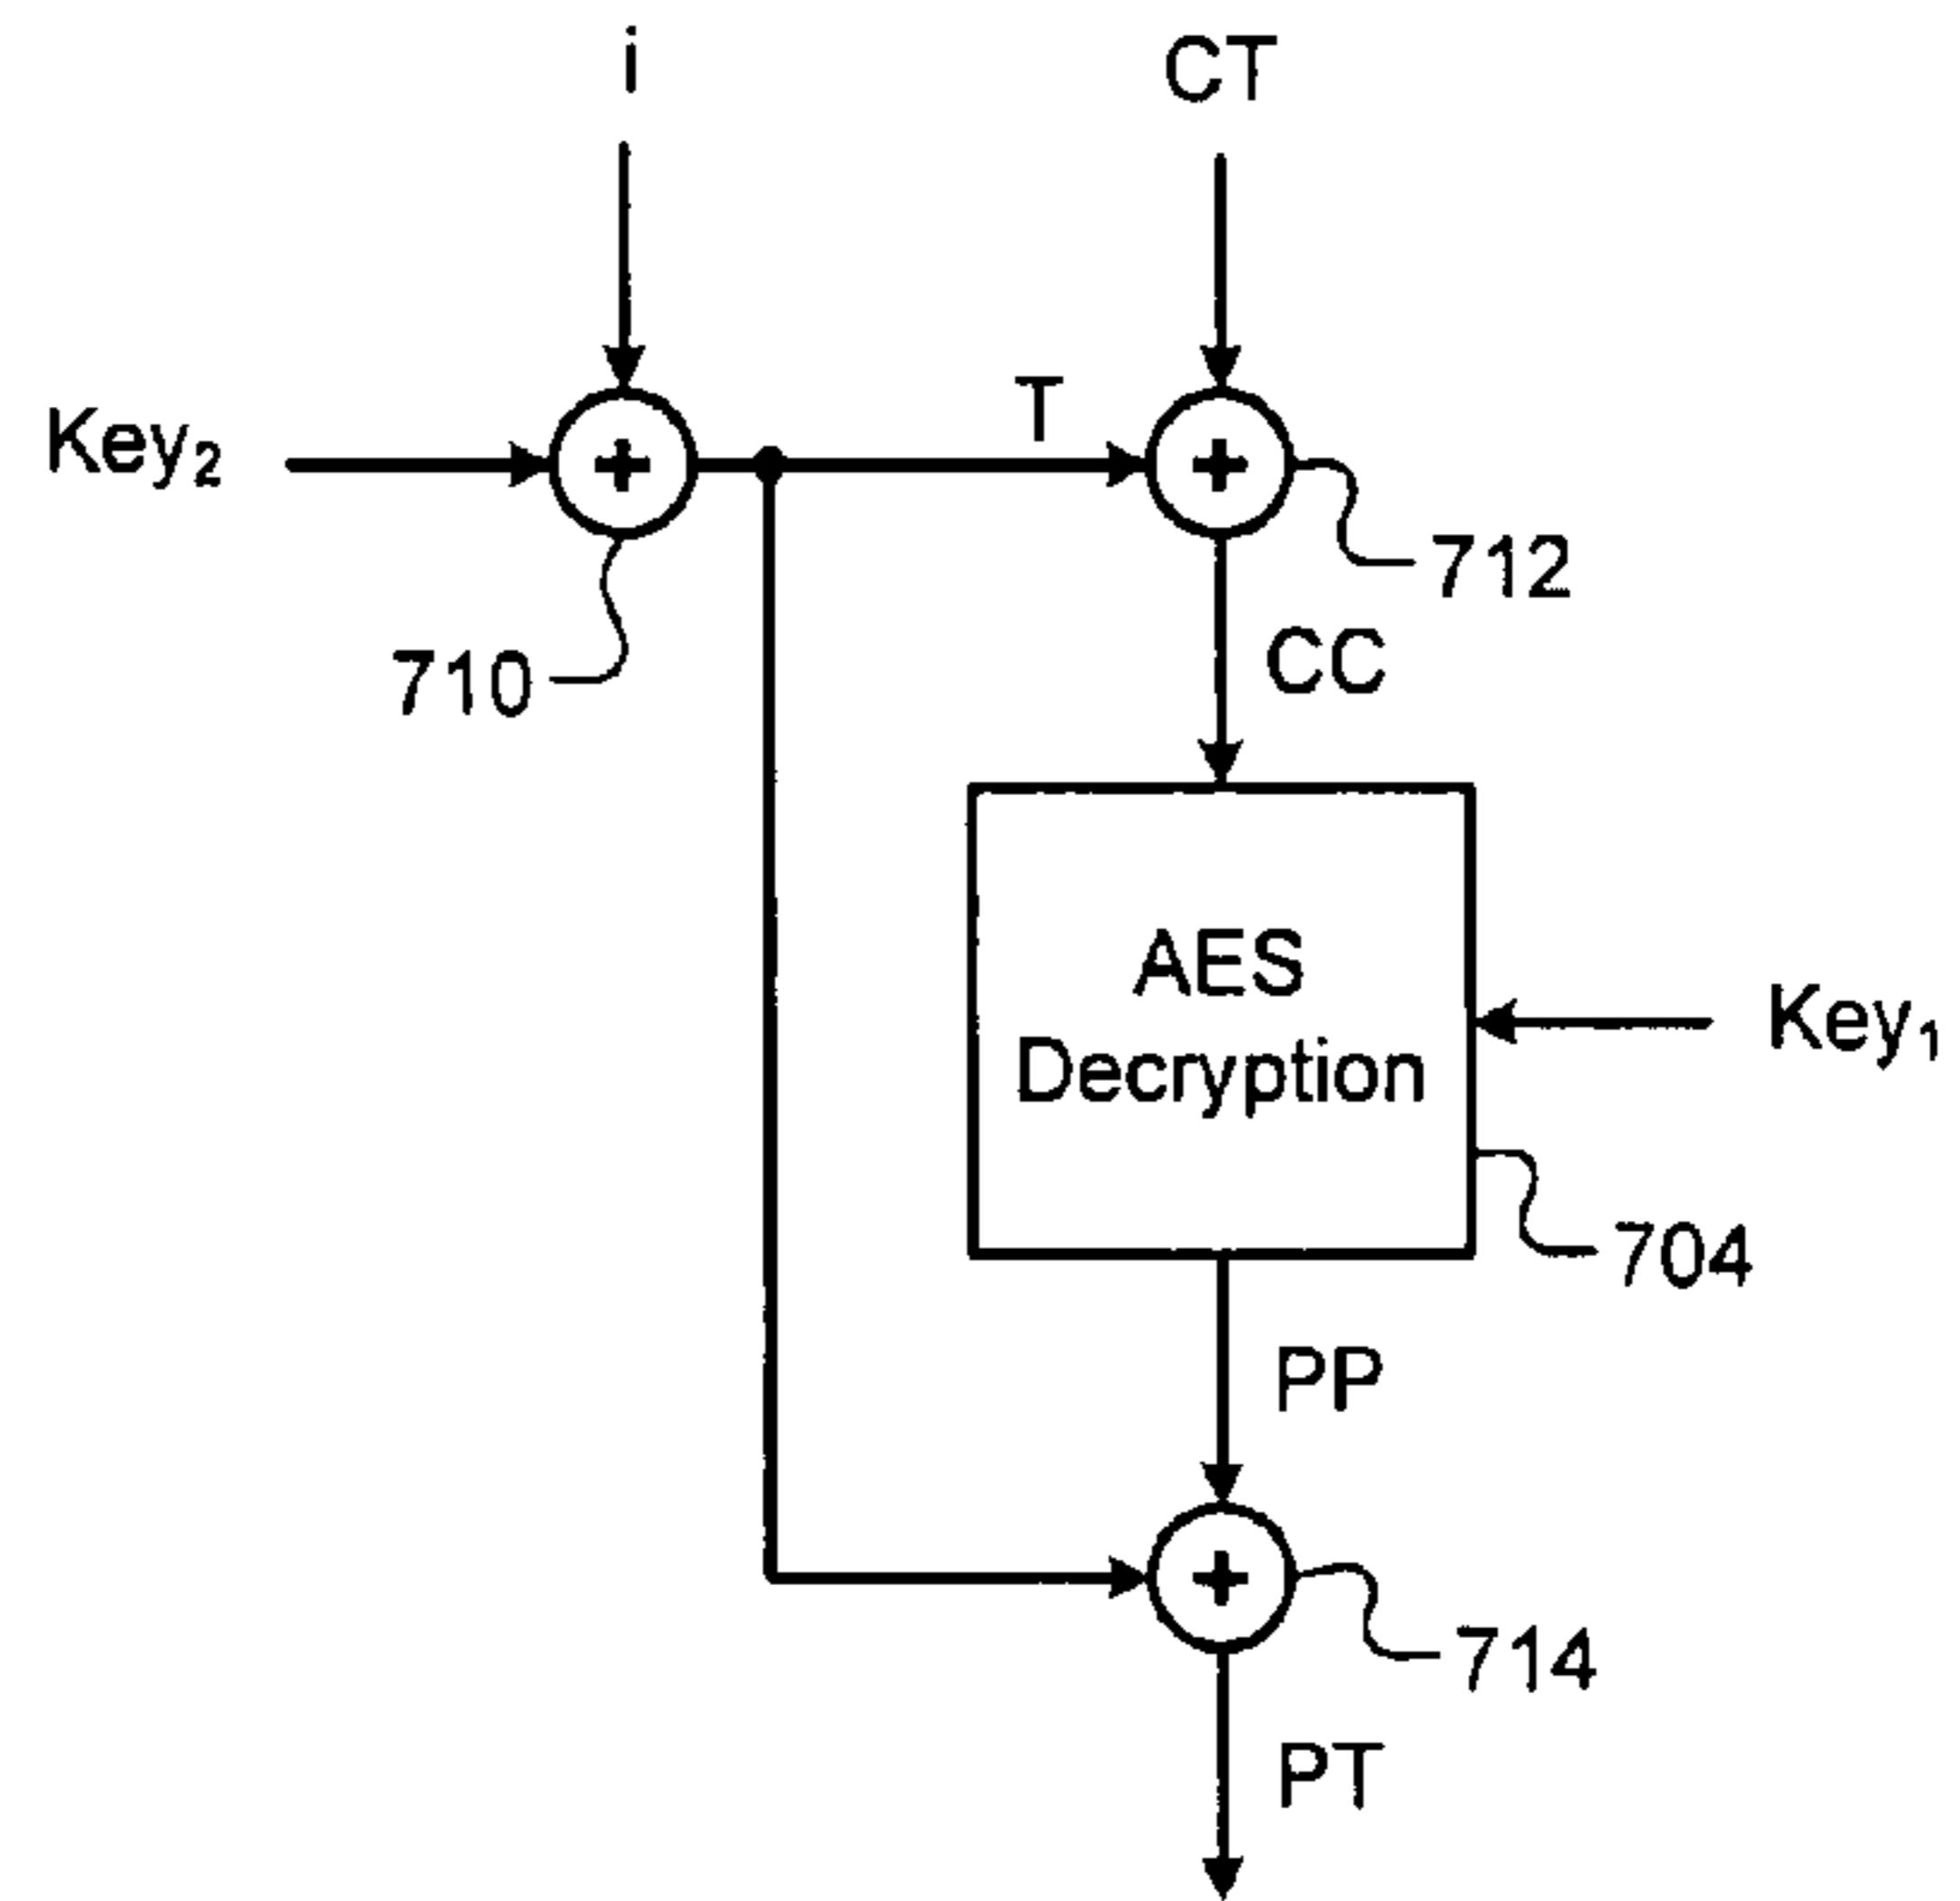 i
CT
Key₂
T
710
712
CC
AES
Decryption
Key₁
704
PP
714
PT